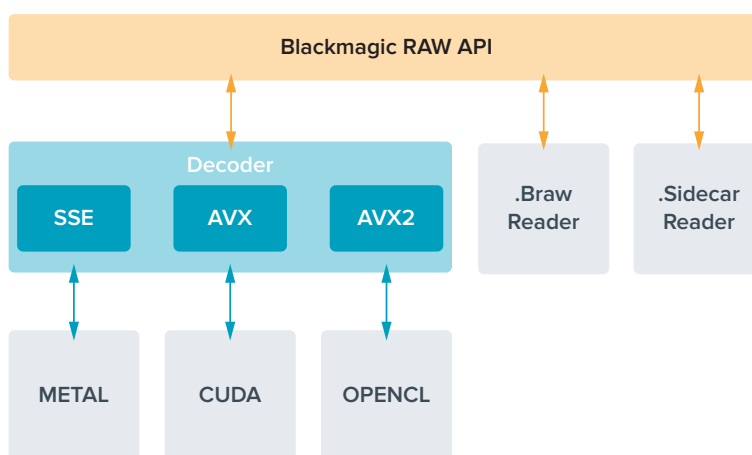 Blackmagic RAW API
Decoder
SSE
AVX
AVX2
.Braw
Reader
.Sidecar
Reader
METAL
CUDA
OPENCL